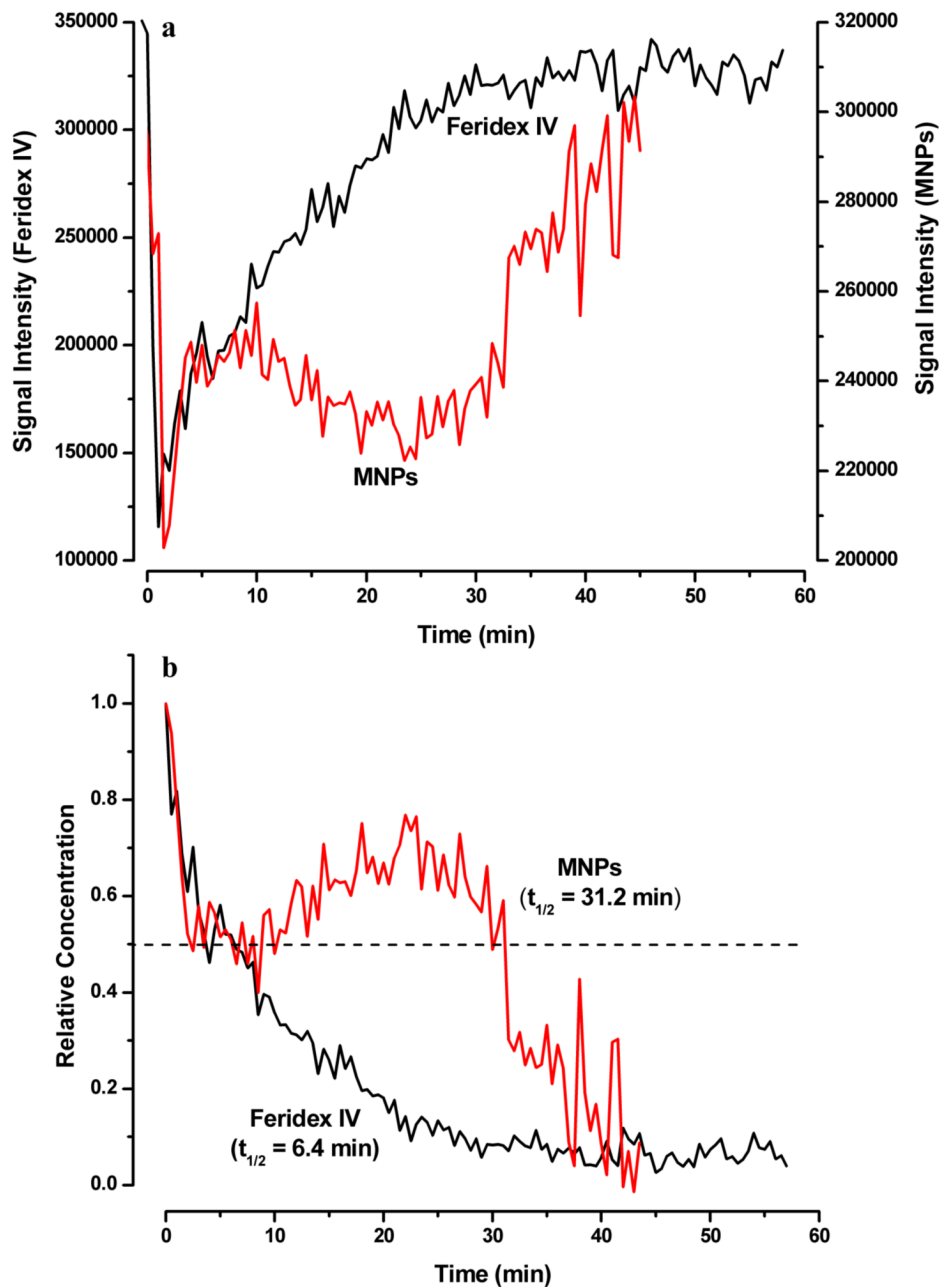 a
Signal Intensity (Feridex IV)
350000
300000
250000
200000
150000
100000
Feridex IV
MNPs
320000
300000
280000
260000
240000
220000
200000
Signal Intensity (MNPs)
0 10 20 30 40 50 60
Time (min)
b
Relative Concentration
1.0
0.8
0.6
0.4
0.2
0.0
MNPs
(t1/2 = 31.2 min)
Feridex IV
(t1/2 = 6.4 min)
0 10 20 30 40 50 60
Time (min)